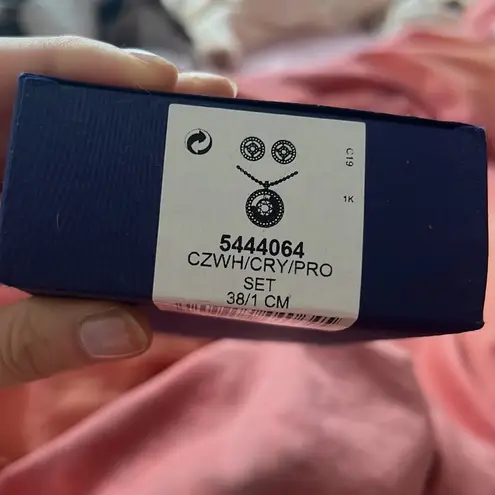 C19
1K
5444064
CZWH/CRY/PRO
SET
38/1 CM